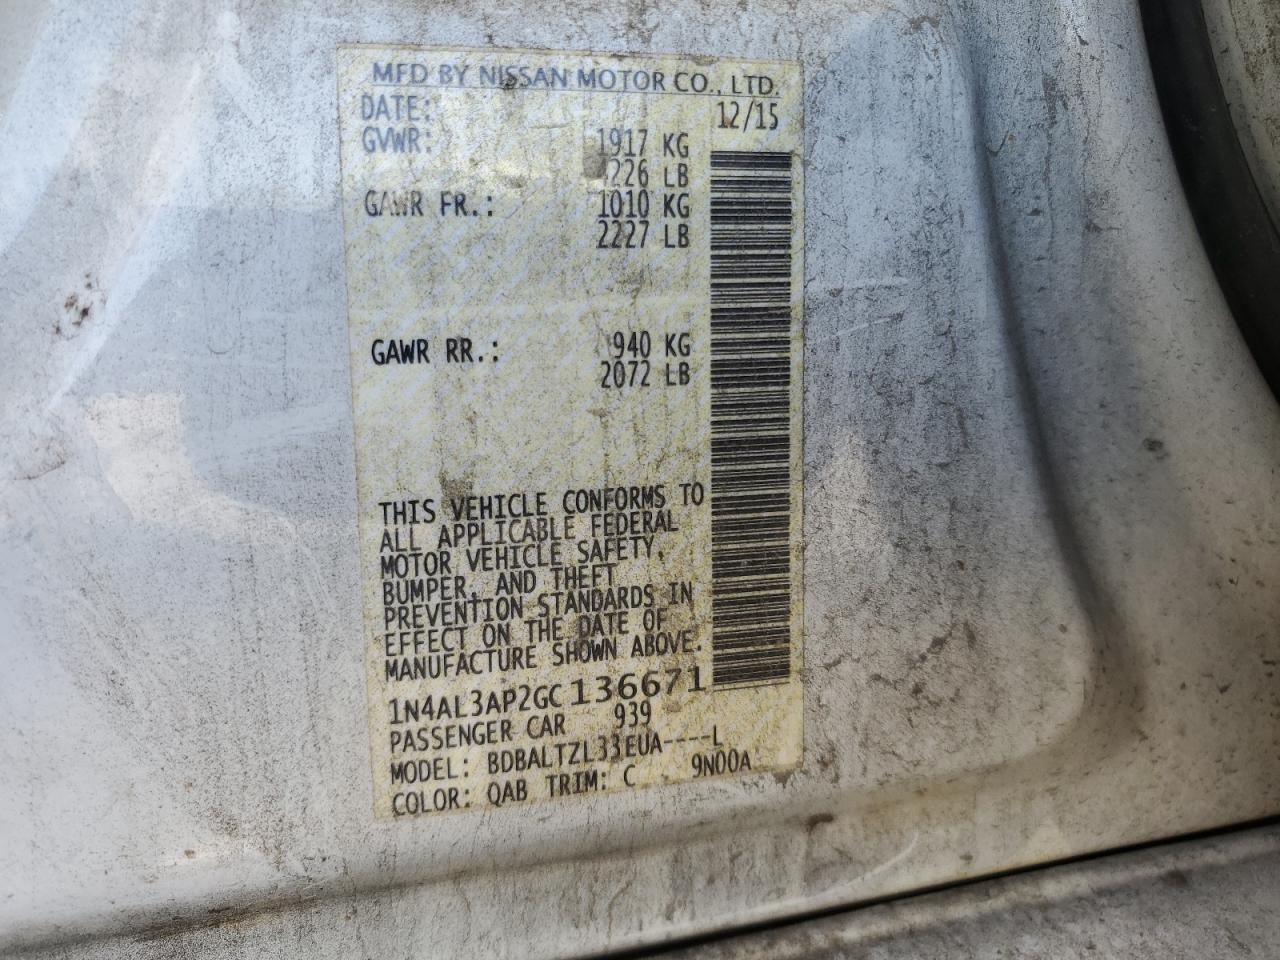 MFD BY NISSAN MOTOR CO., LTD.
DATE: 12/15
GVWR: 1917 KG
226 LB
GAWR FR.: 1010 KG
2227 LB
GAWR RR.: 940 KG
2072 LB
THIS VEHICLE CONFORMS TO
ALL APPLICABLE FEDERAL
MOTOR VEHICLE SAFETY,
BUMPER, AND THEFT
PREVENTION STANDARDS IN
EFFECT ON THE DATE OF
MANUFACTURE SHOWN ABOVE.
1N4AL3AP2GC136671
PASSENGER CAR 939
MODEL: BDBALTZL33EUA----L
COLOR: QAB TRIM: C 9N00A